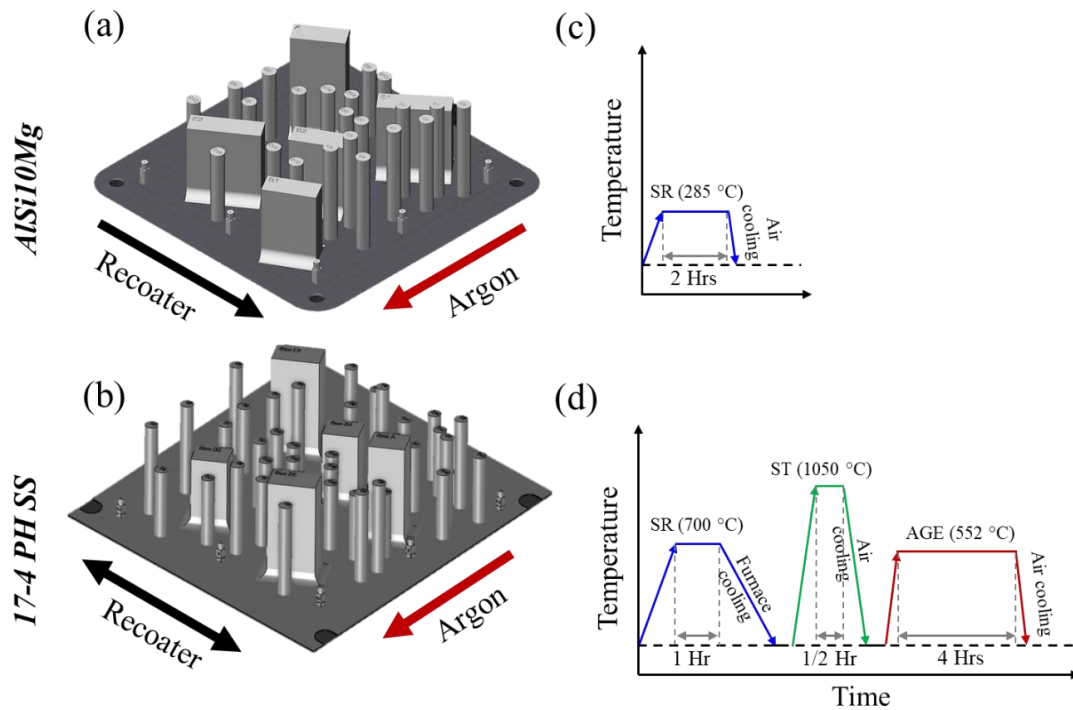 (a)
AlSi10Mg
Recoater
Argon
(b)
17-4 PH SS
Recoater
Argon
(c)
Temperature
SR (285 °C)
Air
cooling
2 Hrs
(d)
Temperature
SR (700 °C)
Furnace
cooling
1 Hr
ST (1050 °C)
Air
cooling
1/2 Hr
AGE (552 °C)
Air cooling
4 Hrs
Time